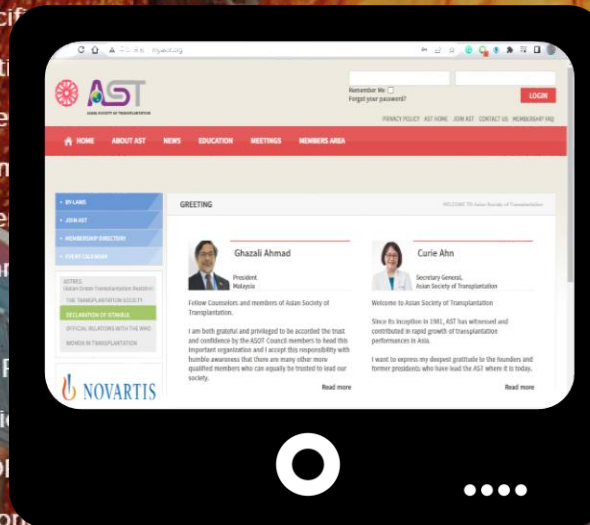 AST
ASIAN SOCIETY OF TRANSPLANTATION
Remember Me
Forgot your password?
LOGIN
PRIVACY POLICY AST HOME JOIN AST CONTACT US MEMBERSHIP FAQ
HOME ABOUT AST NEWS EDUCATION MEETINGS MEMBERS AREA
BY-LAWS
JOIN AST
MEMBERSHIP DIRECTORY
EVENT CALENDAR
GREETING
WELCOME TO Asian Society of Transplantation
Ghazali Ahmad
President
Malaysia
Fellow Counselors and members of Asian Society of
Transplantation.
I am both grateful and privileged to be accorded the trust
and confidence by the ASOT Council members to head this
important organization and I accept this responsibility with
humble awareness that there are many other more
qualified members who can equally be trusted to lead our
society.
Read more
Curie Ahn
Secretary General,
Asian Society of Transplantation
Welcome to Asian Society of Transplantation
Since its inception in 1981, AST has witnessed and
contributed in rapid growth of transplantation
performances in Asia.
I want to express my deepest gratitude to the founders and
former presidents who have lead the AST where it is today.
Read more
ASTREG
THE TRANSPLANTATION SOCIETY
DECLARATION OF ISTANBUL
OFFICIAL RELATIONS WITH THE WHO
WOMEN IN TRANSPLANTATION
NOVARTIS